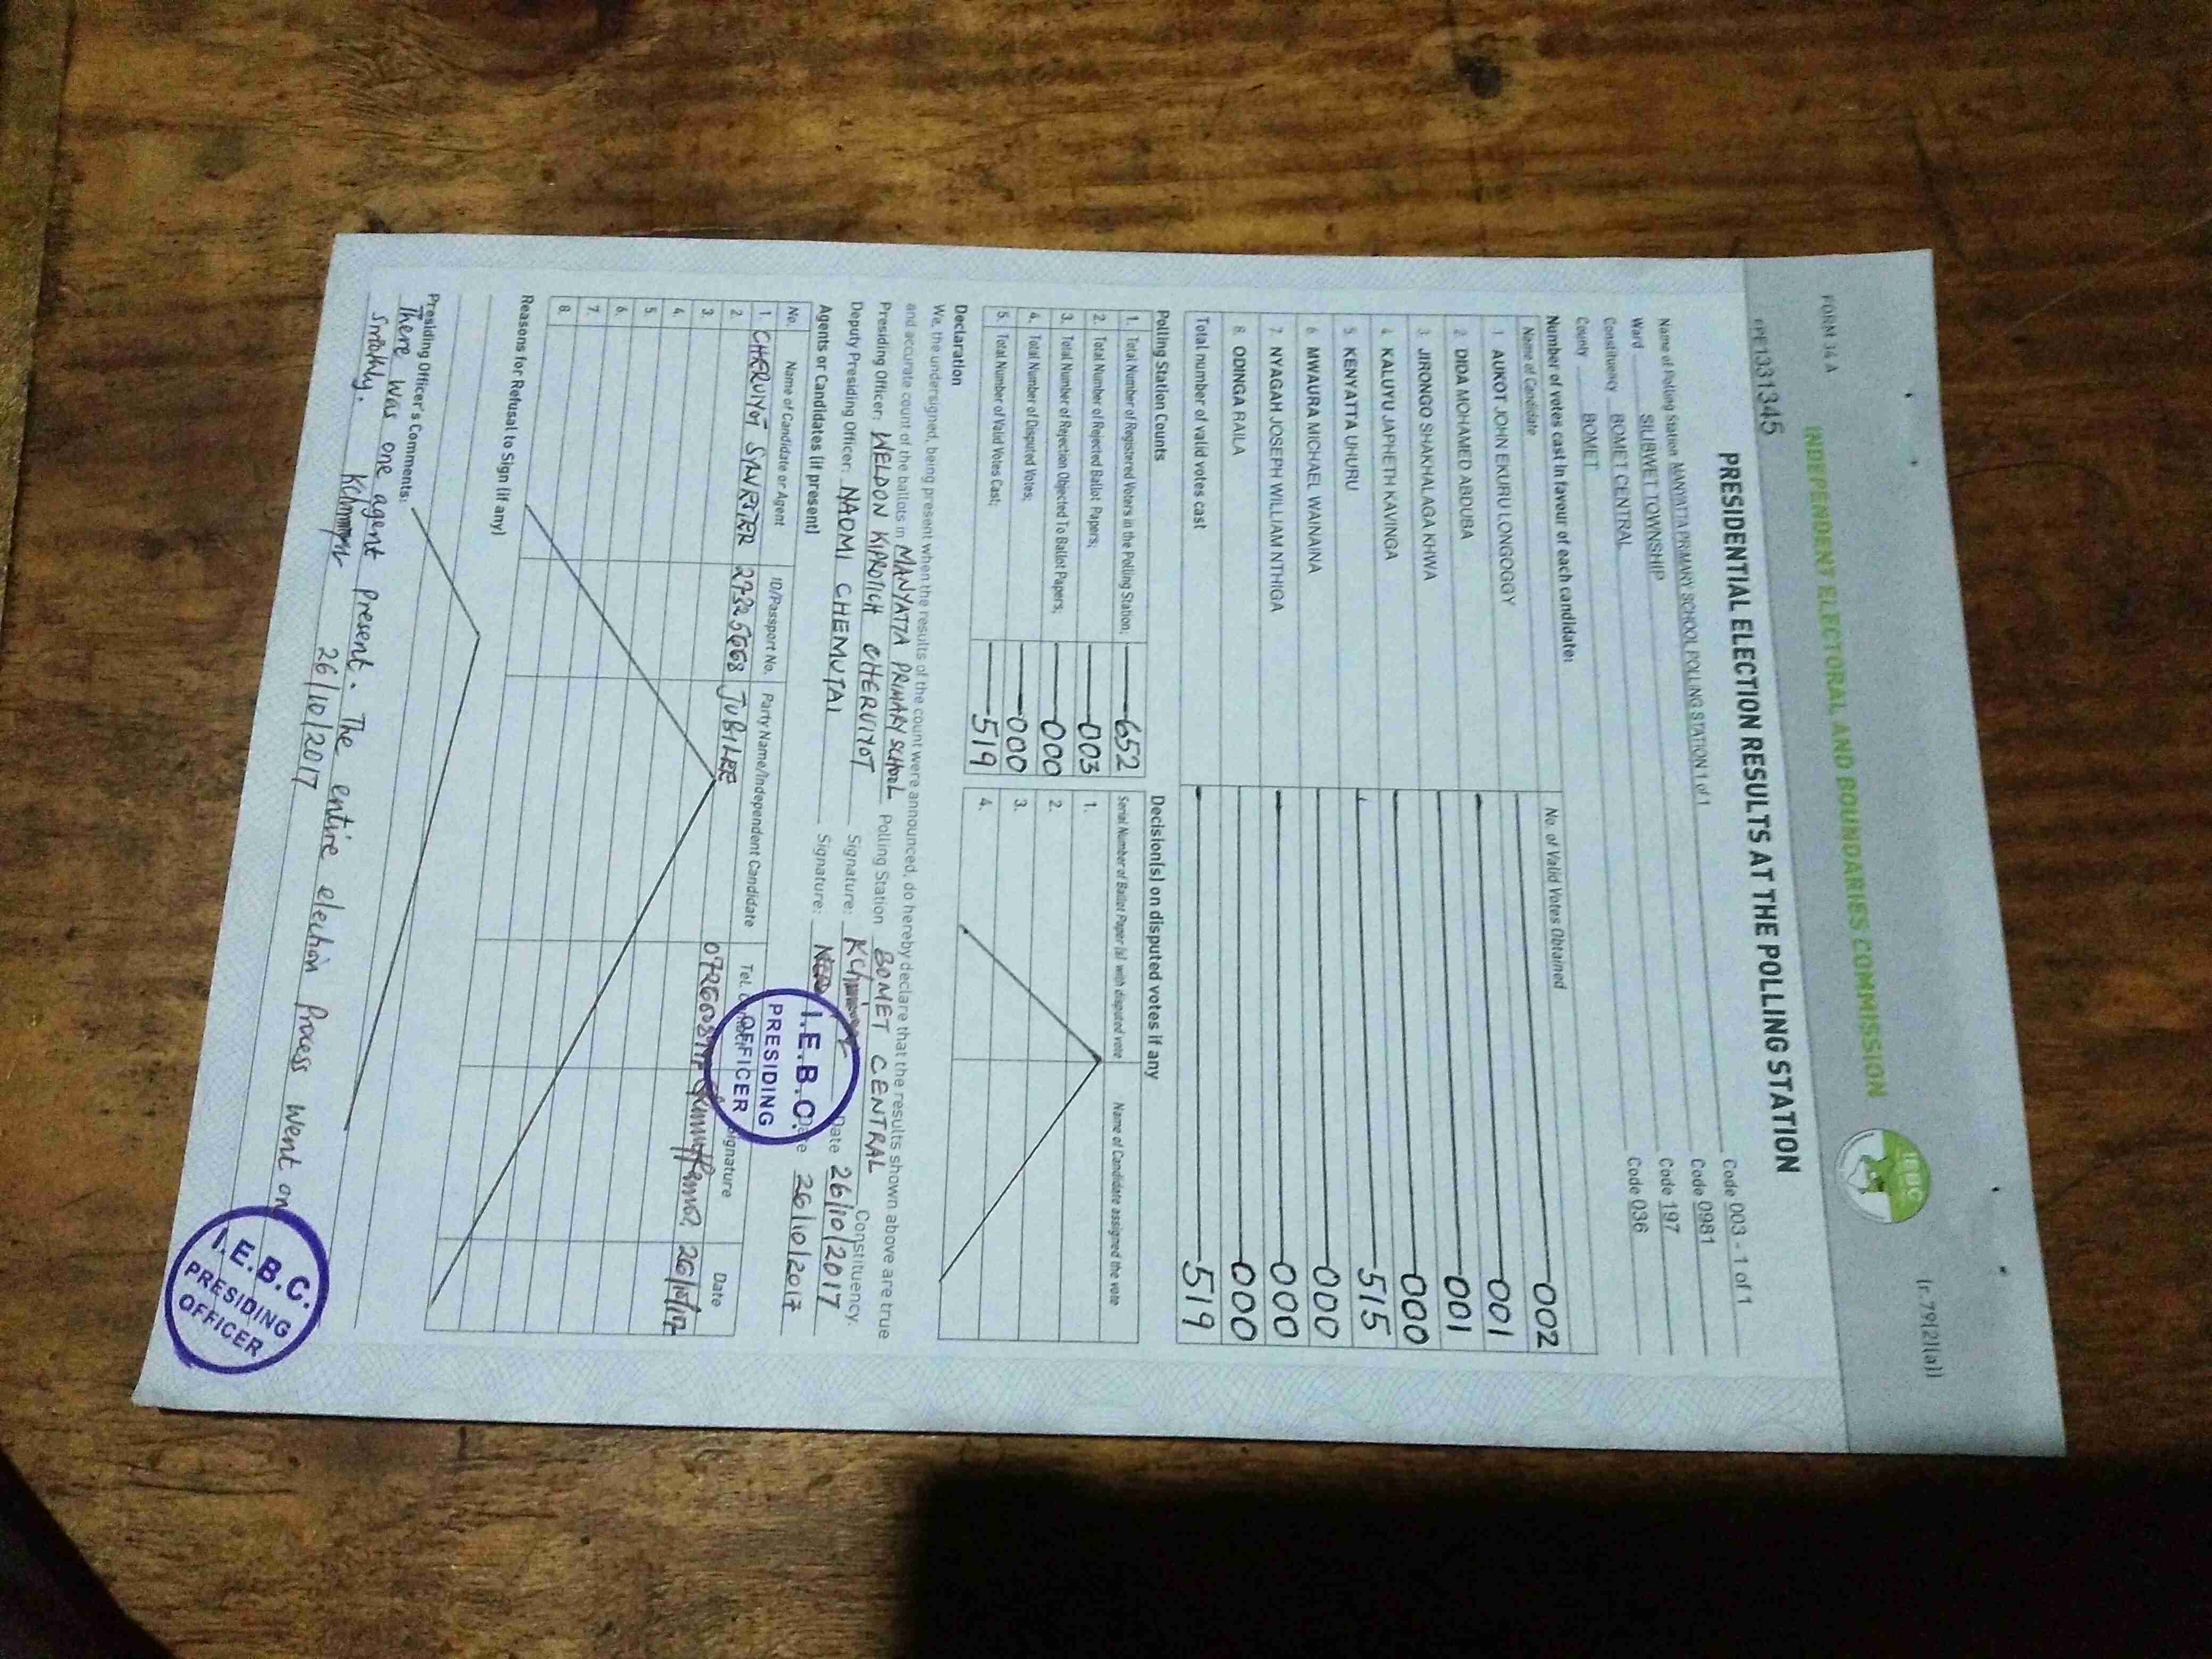 FORM 34 A
(r.79(2)(a))
INDEPENDENT ELECTORAL AND BOUNDARIES COMMISSION
IEBC
PRESIDENTIAL ELECTION RESULTS AT THE POLLING STATION
PE1331345
Name of Polling Station MANYATTA PRIMARY SCHOOL POLLING STATION 1 of 1 Code 003 - 1 of 1
Ward SILIBWET TOWNSHIP Code 0981
Constituency BOMET CENTRAL Code 197
County BOMET Code 036
Number of votes cast in favour of each candidate:
Name of Candidate No. of Valid Votes Obtained
1. AUKOT JOHN EKURU LONGOGGY 002
2. DIDA MOHAMED ABDUBA 001
3. JIRONGO SHAKHALAGA KHWA 001
4. KALUYU JAPHETH KAVINGA 000
5. KENYATTA UHURU 515
6. MWAURA MICHAEL WAINAINA 000
7. NYAGAH JOSEPH WILLIAM NTHIGA 000
8. ODINGA RAILA 000
Total number of valid votes cast 519
Polling Station Counts
1. Total Number of Registered Voters in the Polling Station; 652
2. Total Number of Rejected Ballot Papers; 003
3. Total Number of Rejection Objected To Ballot Papers; 000
4. Total Number of Disputed Votes; 000
5. Total Number of Valid Votes Cast; 519
Decision(s) on disputed votes if any
Serial Number of Ballot Paper (s) with disputed vote Name of Candidate assigned the vote
1.
2.
3.
4.
Declaration
We, the undersigned, being present when the results of the count were announced, do hereby declare that the results shown above are true
and accurate count of the ballots in MANYATTA PRIMARY SCHOOL Polling Station BOMET CENTRAL Constituency.
Presiding Officer: WELDON KIPROTICH CHERUIYOT Signature: Date 26/10/2017
Deputy Presiding Officer: NAOMI CHEMUTAI Signature: Date 26/10/2017
I.E.B.C.
PRESIDING
OFFICER
Agents or Candidates (if present)
No. Name of Candidate or Agent ID/Passport No. Party Name/Independent Candidate Tel. Signature Date
1. CHERUIYOT SYLVESTER 27325668 JUBILEE 26/10/17
2.
3.
4.
5.
6.
7.
8.
Reasons for Refusal to Sign (if any)
Presiding Officer's Comments:
There was one agent present. The entire election Process went on
smothly. 26/10/2017
I.E.B.C.
PRESIDING
OFFICER